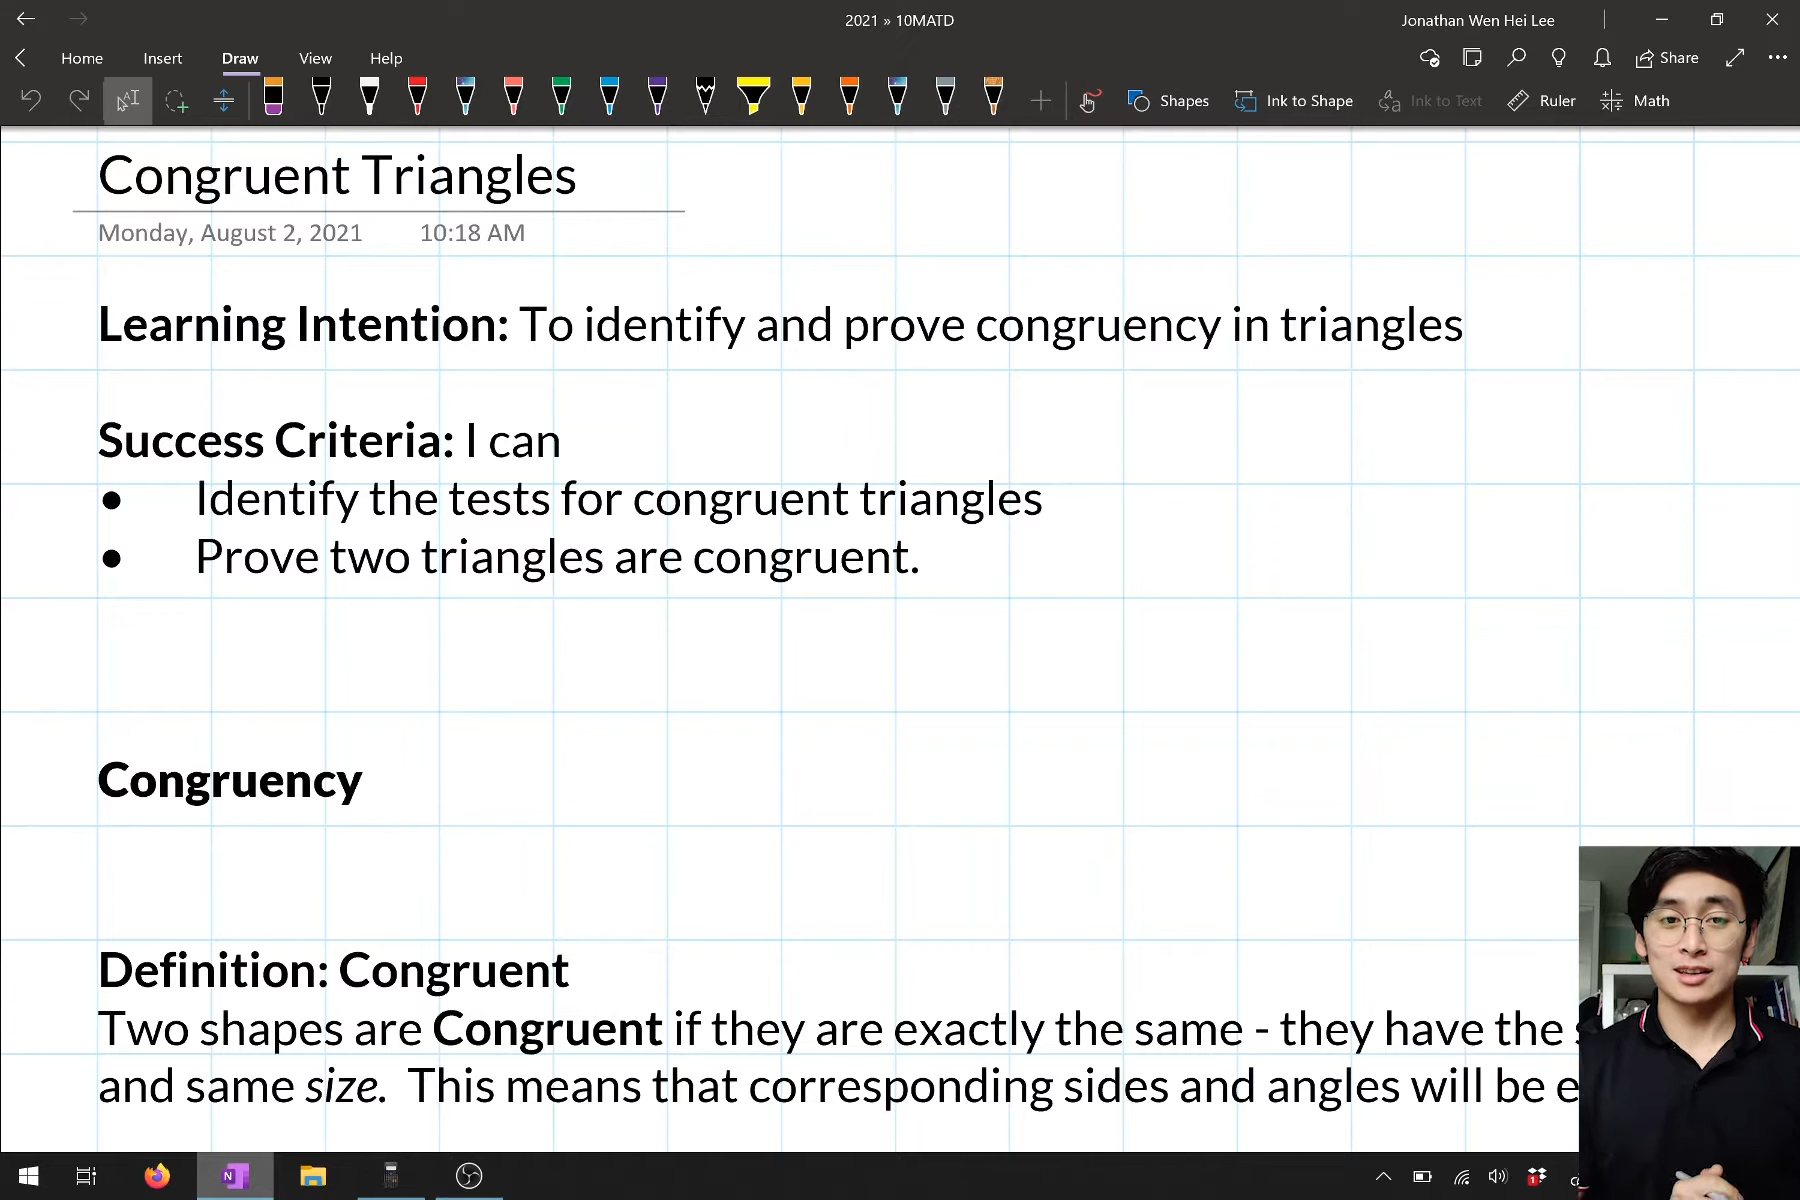 2021 » 10MATD
Jonathan Wen Hei Lee
Home Insert Draw View Help
Share
Shapes Ink to Shape Ink to Text Ruler Math
Congruent Triangles
Monday, August 2, 2021 10:18 AM
Learning Intention: To identify and prove congruency in triangles
Success Criteria: I can
• Identify the tests for congruent triangles
• Prove two triangles are congruent.
Congruency
Definition: Congruent
Two shapes are Congruent if they are exactly the same - they have the
and same size. This means that corresponding sides and angles will be